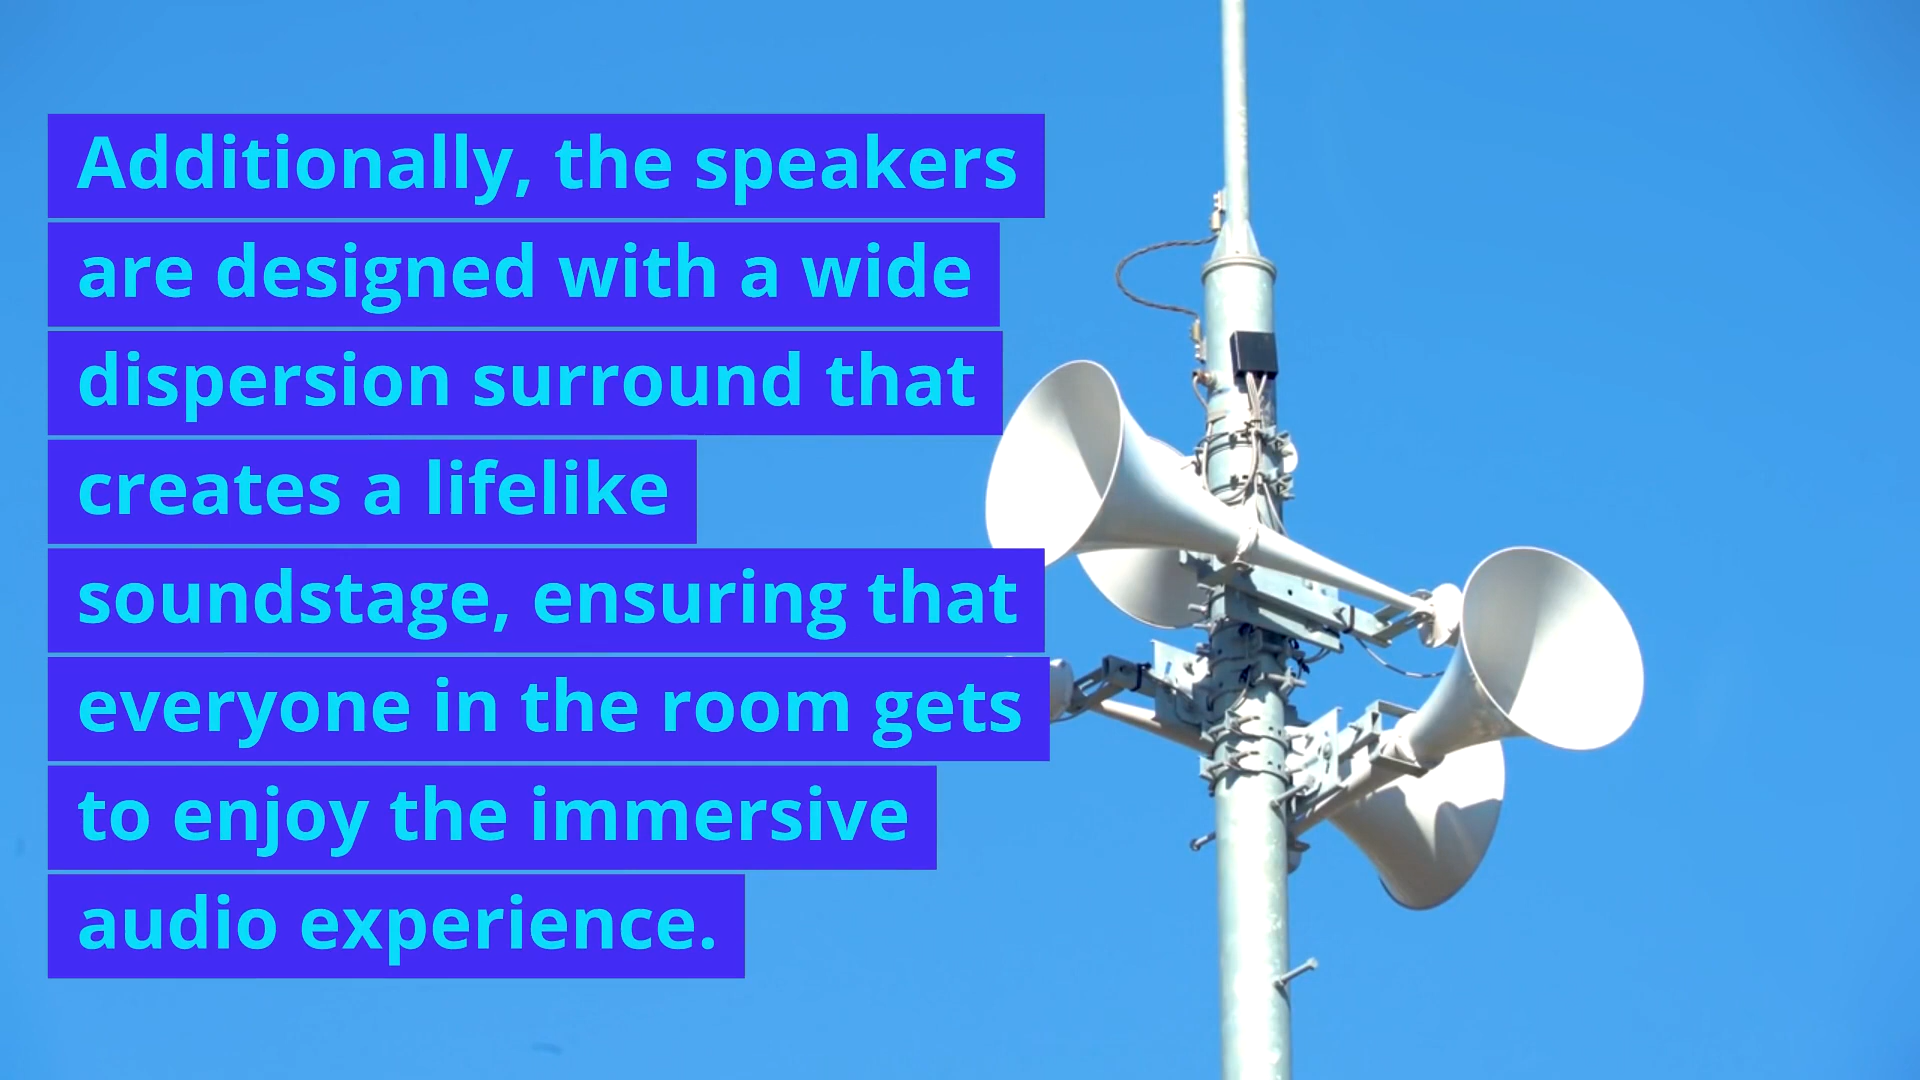 Additionally, the speakers
are designed with a wide
dispersion surround that
creates a lifelike
soundstage, ensuring that
everyone in the room gets
to enjoy the immersive
audio experience.